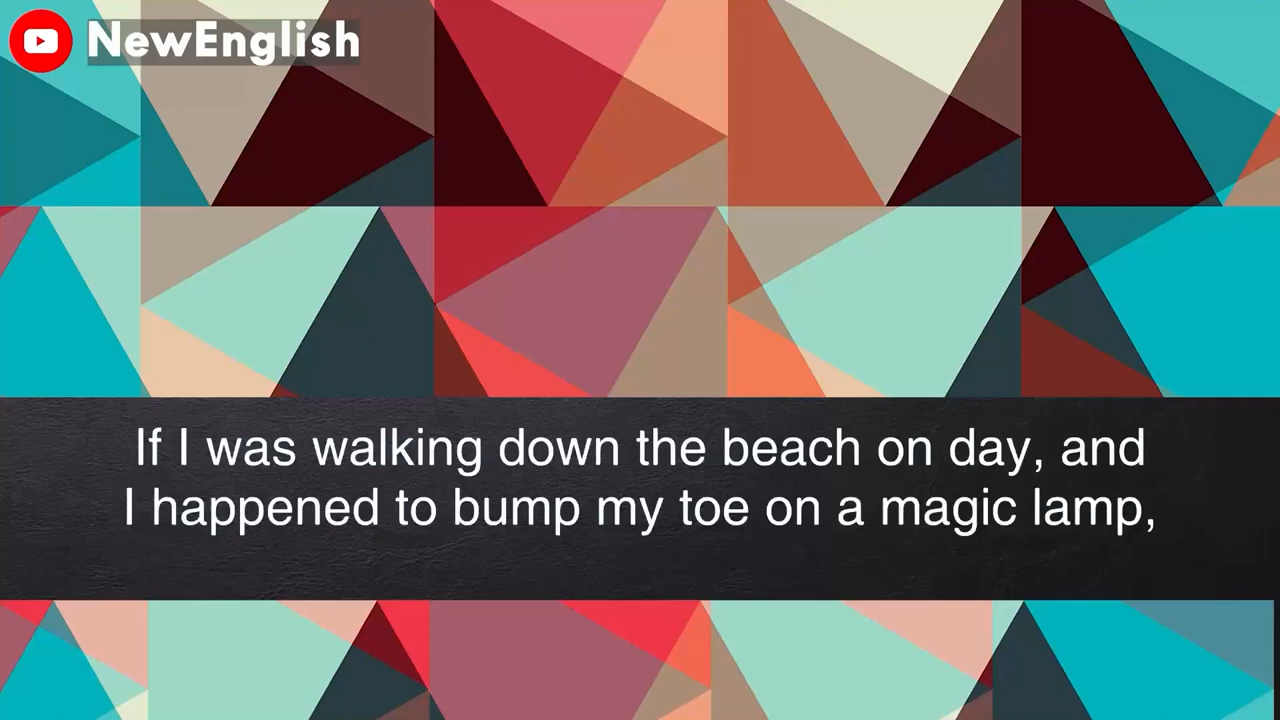 NewEnglish
If I was walking down the beach on day, and
I happened to bump my toe on a magic lamp,